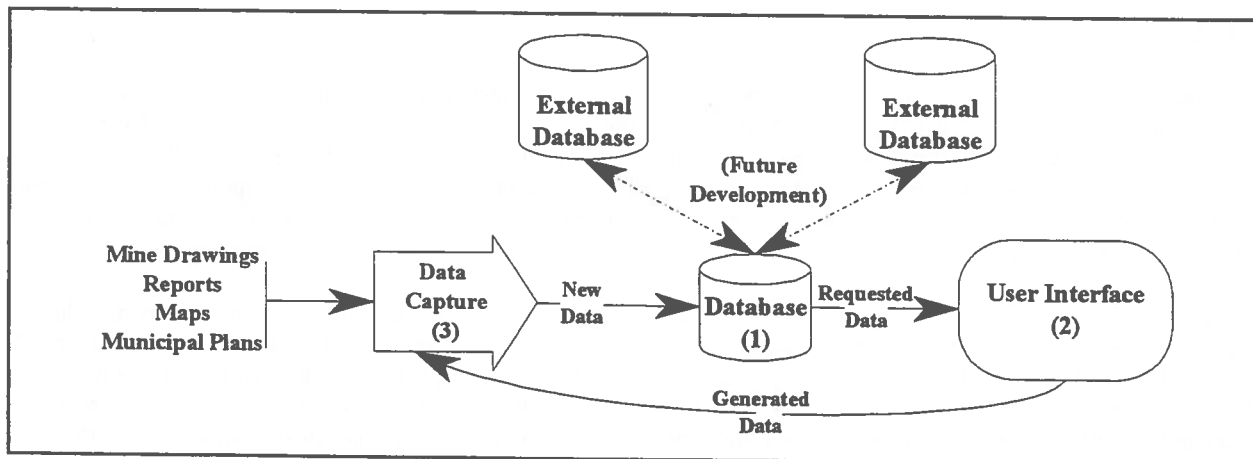 External
Database
External
Database
(Future
Development)
Mine Drawings
Reports
Maps
Municipal Plans
Data
Capture
(3)
New
Data
Database
(1)
Requested
Data
User Interface
(2)
Generated
Data